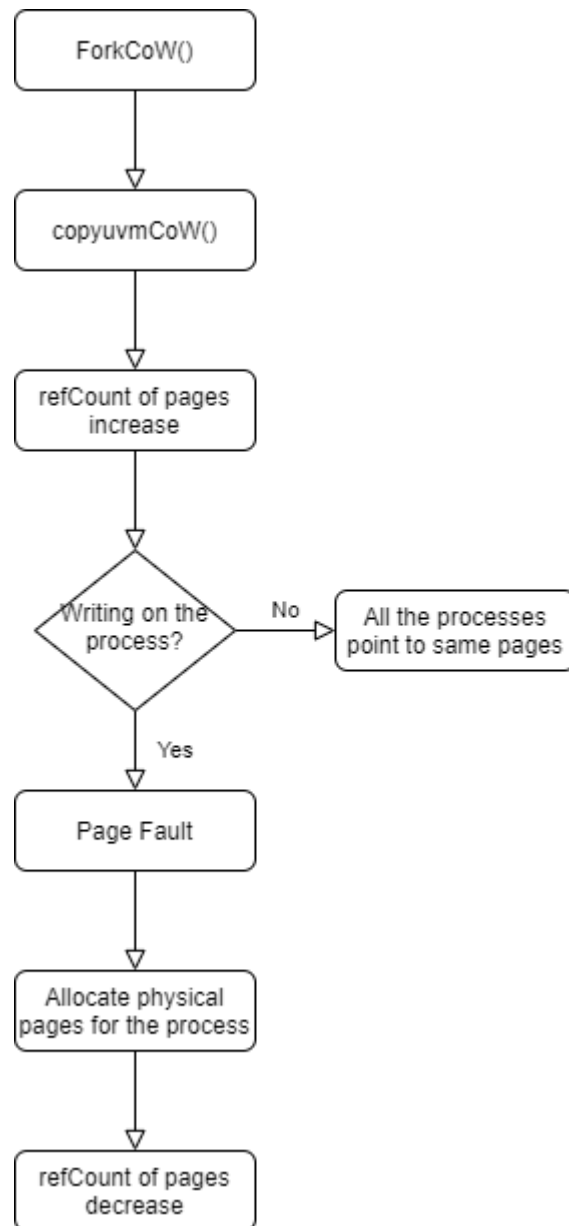 ForkCoW()
copyuvmCoW()
refCount of pages
increase
Writing on the
process?
No
All the processes
point to same pages
Yes
Page Fault
Allocate physical
pages for the process
refCount of pages
decrease